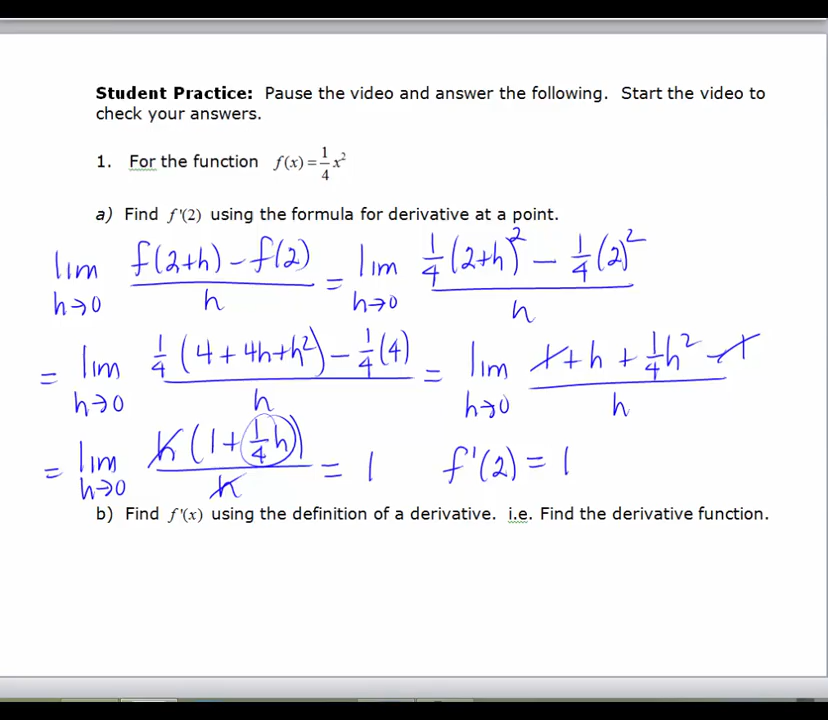 Student Practice: Pause the video and answer the following. Start the video to
check your answers.
1. For the function f(x) = 1/4 x²
a) Find f'(2) using the formula for derivative at a point.
lim h→0 (f(2+h) - f(2))/h = lim h→0 (1/4 (2+h)² - 1/4 (2)²)/h
= lim h→0 (1/4 (4 + 4h + h²) - 1/4 (4))/h = lim h→0 (1 + h + 1/4 h² - 1)/h
= lim h→0 h(1 + 1/4 h)/h = 1 f'(2) = 1
b) Find f'(x) using the definition of a derivative. i.e. Find the derivative function.